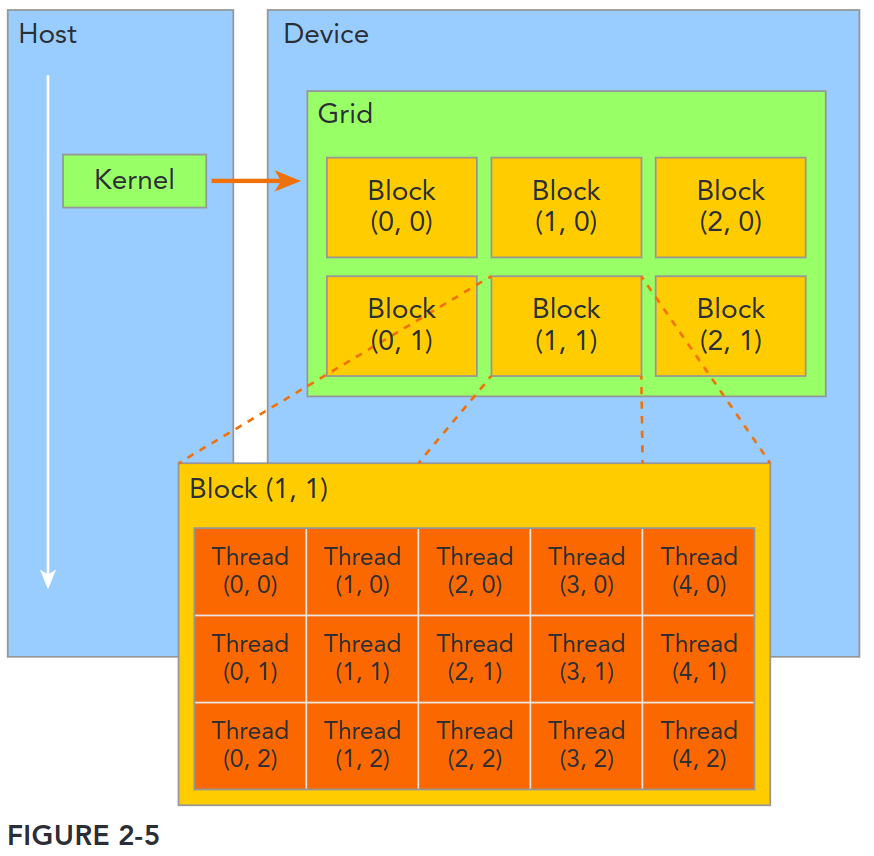 Host
Device
Grid
Kernel
Block
(0, 0)
Block
(1, 0)
Block
(2, 0)
Block
(0, 1)
Block
(1, 1)
Block
(2, 1)
Block (1, 1)
Thread
(0, 0)
Thread
(1, 0)
Thread
(2, 0)
Thread
(3, 0)
Thread
(4, 0)
Thread
(0, 1)
Thread
(1, 1)
Thread
(2, 1)
Thread
(3, 1)
Thread
(4, 1)
Thread
(0, 2)
Thread
(1, 2)
Thread
(2, 2)
Thread
(3, 2)
Thread
(4, 2)
FIGURE 2-5